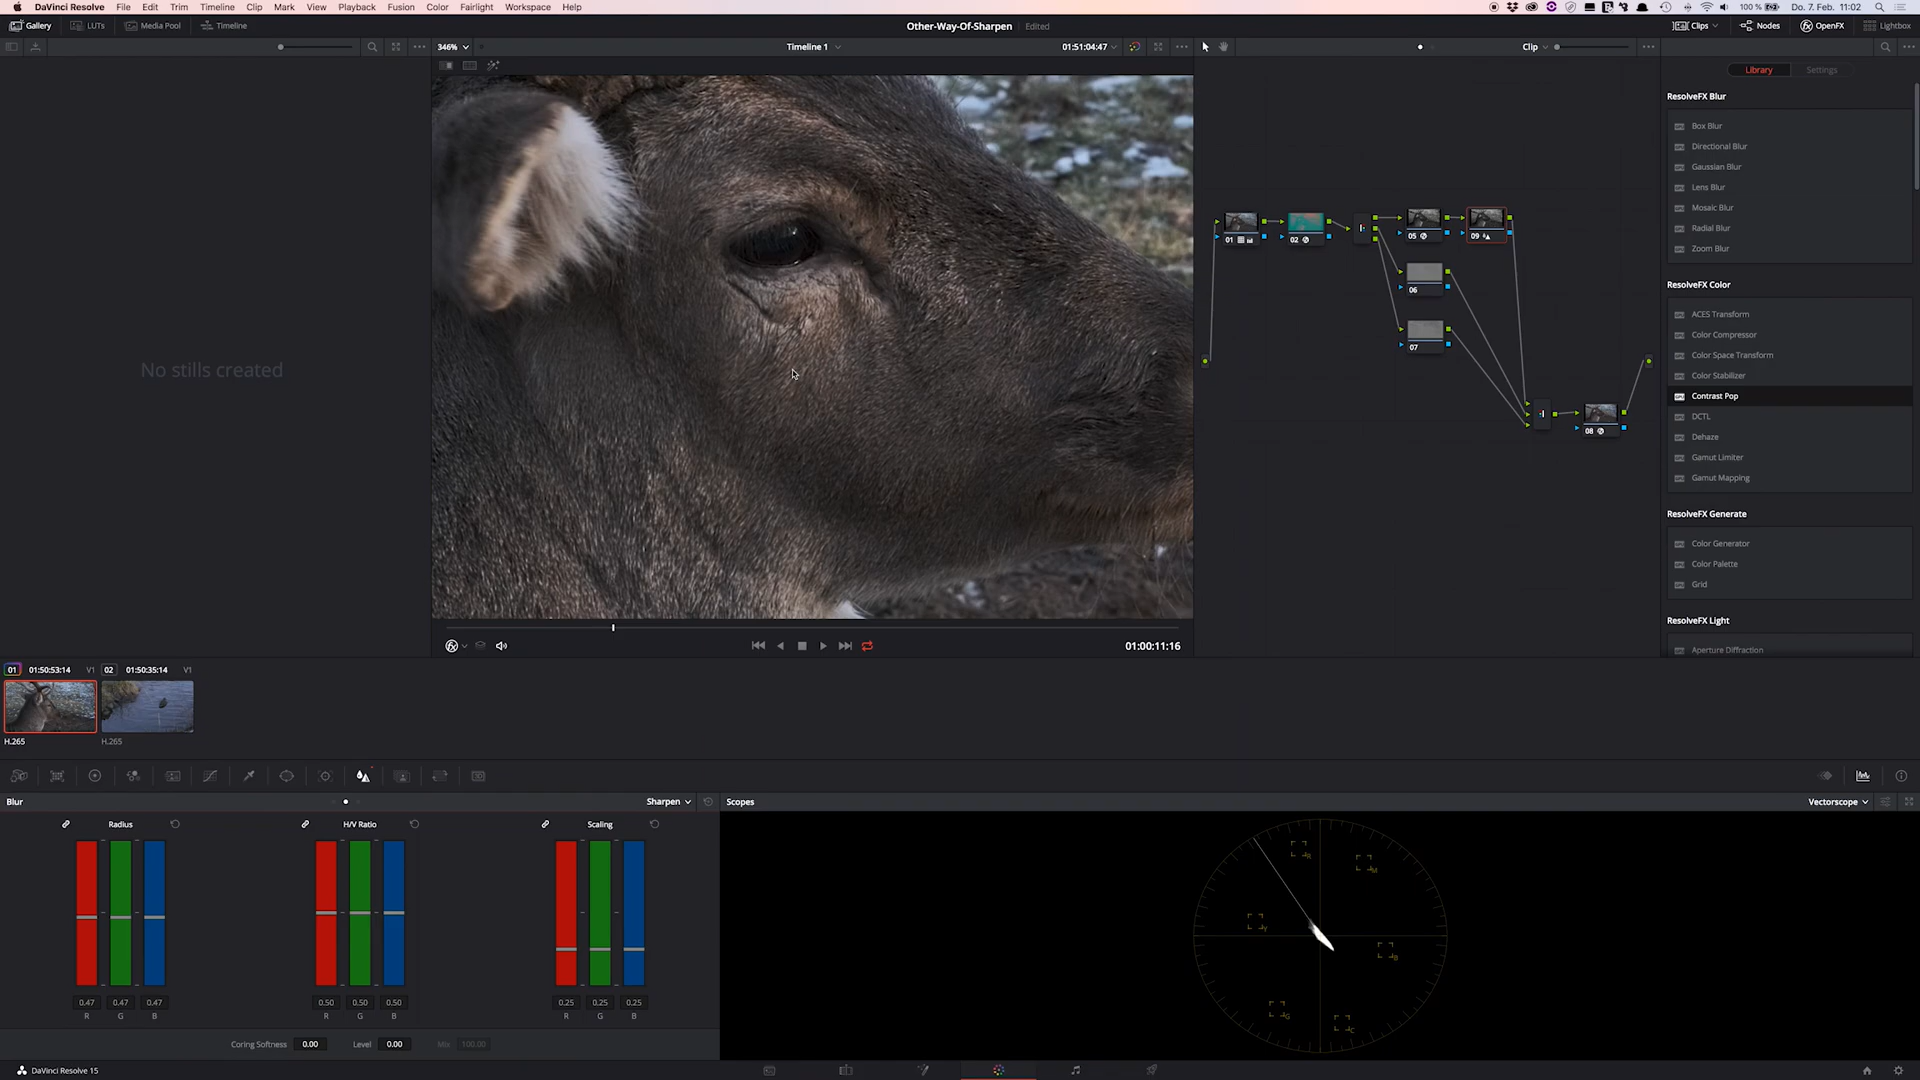 DaVinci Resolve File Edit Trim Timeline Clip Mark View Playback Fusion Color Fairlight Workspace Help 100 % Do. 7. Feb. 11:02
Gallery LUTs Media Pool Timeline Other-Way-Of-Sharpen Edited Clips Nodes OpenFX Lightbox
346% Timeline 1 01:51:04:47 Clip
Library Settings
ResolveFX Blur
Box Blur
Directional Blur
Gaussian Blur
Lens Blur
Mosaic Blur
Radial Blur
Zoom Blur
01 02 05 09
06
07
08
ResolveFX Color
ACES Transform
Color Compressor
Color Space Transform
Color Stabilizer
Contrast Pop
DCTL
Dehaze
Gamut Limiter
Gamut Mapping
No stills created
ResolveFX Generate
Color Generator
Color Palette
Grid
ResolveFX Light
Aperture Diffraction
01:00:11:16
01 01:50:53:14 V1 02 01:50:35:14 V1
H.265 H.265
Blur Sharpen Scopes Vectorscope
Radius H/V Ratio Scaling
R M
Y B
G C
0.47 0.47 0.47 0.50 0.50 0.50 0.25 0.25 0.25
R G B R G B R G B
Coring Softness 0.00 Level 0.00 Mix 100.00
DaVinci Resolve 15